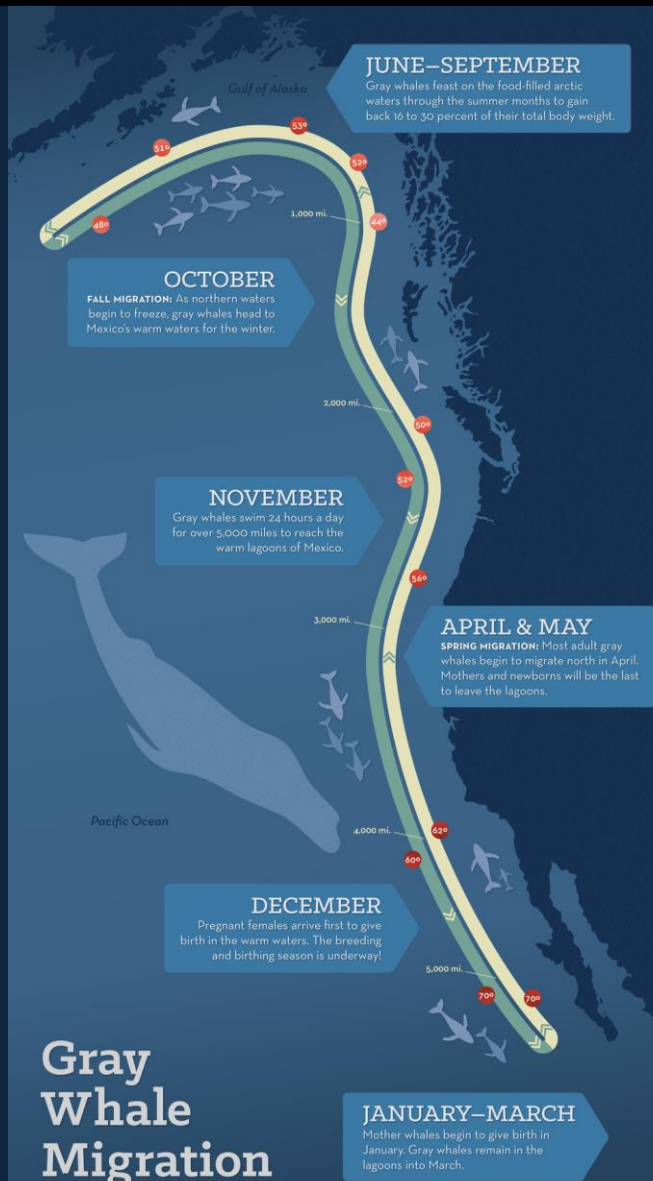 JUNE–SEPTEMBER
Gray whales feast on the food-filled arctic
waters through the summer months to gain
back 16 to 30 percent of their total body weight.
Gulf of Alaska
53º
51º
52º
48º
1,000 mi.
44º
OCTOBER
FALL MIGRATION: As northern waters
begin to freeze, gray whales head to
Mexico's warm waters for the winter.
2,000 mi.
50º
52º
NOVEMBER
Gray whales swim 24 hours a day
for over 5,000 miles to reach the
warm lagoons of Mexico.
56º
3,000 mi.
APRIL & MAY
SPRING MIGRATION: Most adult gray
whales begin to migrate north in April.
Mothers and newborns will be the last
to leave the lagoons.
Pacific Ocean
4,000 mi.
62º
60º
DECEMBER
Pregnant females arrive first to give
birth in the warm waters. The breeding
and birthing season is underway!
5,000 mi.
70º
70º
Gray
Whale
Migration
JANUARY–MARCH
Mother whales begin to give birth in
January. Gray whales remain in the
lagoons into March.